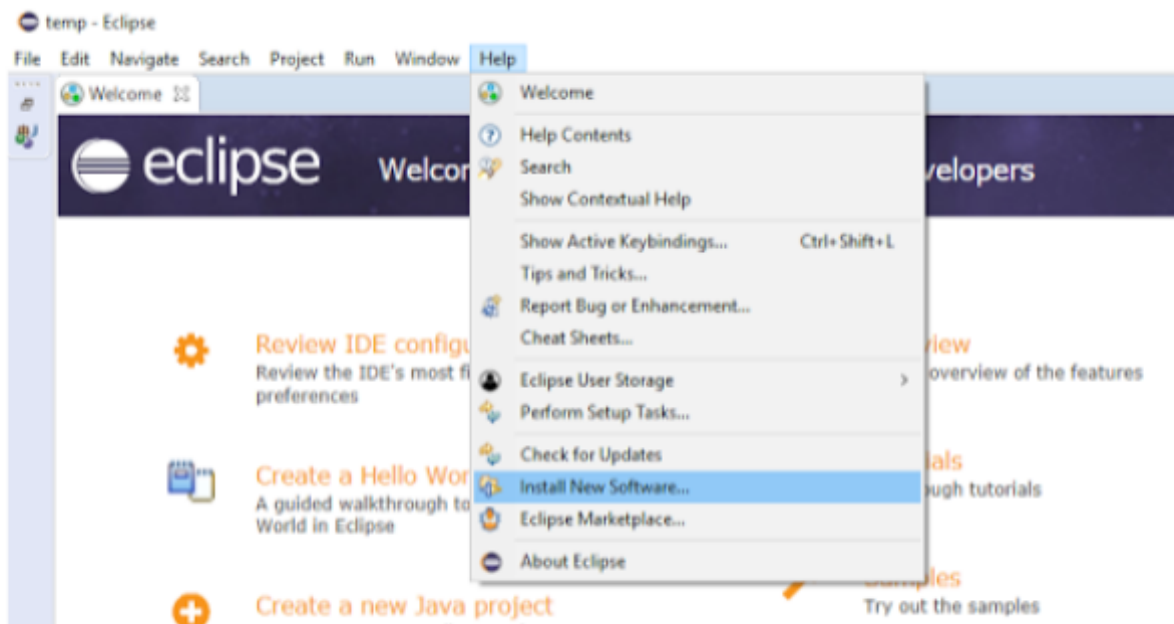 temp - Eclipse
File Edit Navigate Search Project Run Window Help
Welcome
eclipse Welcor velopers
Welcome
Help Contents
Search
Show Contextual Help
Show Active Keybindings... Ctrl+Shift+L
Tips and Tricks...
Report Bug or Enhancement...
Cheat Sheets...
Eclipse User Storage
Perform Setup Tasks...
Check for Updates
Install New Software...
Eclipse Marketplace...
About Eclipse
Review IDE configu
Review the IDE's most fi
preferences
Create a Hello Wor
A guided walkthrough to
World in Eclipse
Create a new Java project
view
overview of the features
ials
ough tutorials
Try out the samples